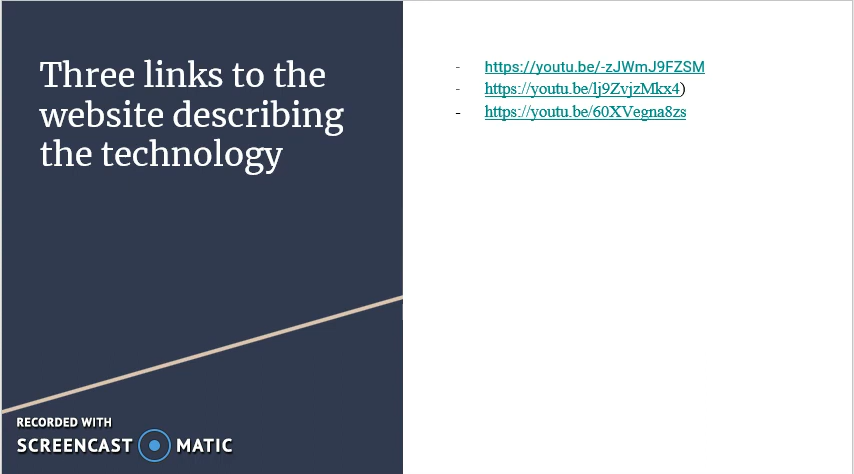 Three links to the
website describing
the technology
- https://youtu.be/-zJWmJ9FZSM
- https://youtu.be/lj9ZvjzMkx4)
- https://youtu.be/60XVegna8zs
RECORDED WITH
SCREENCAST MATIC